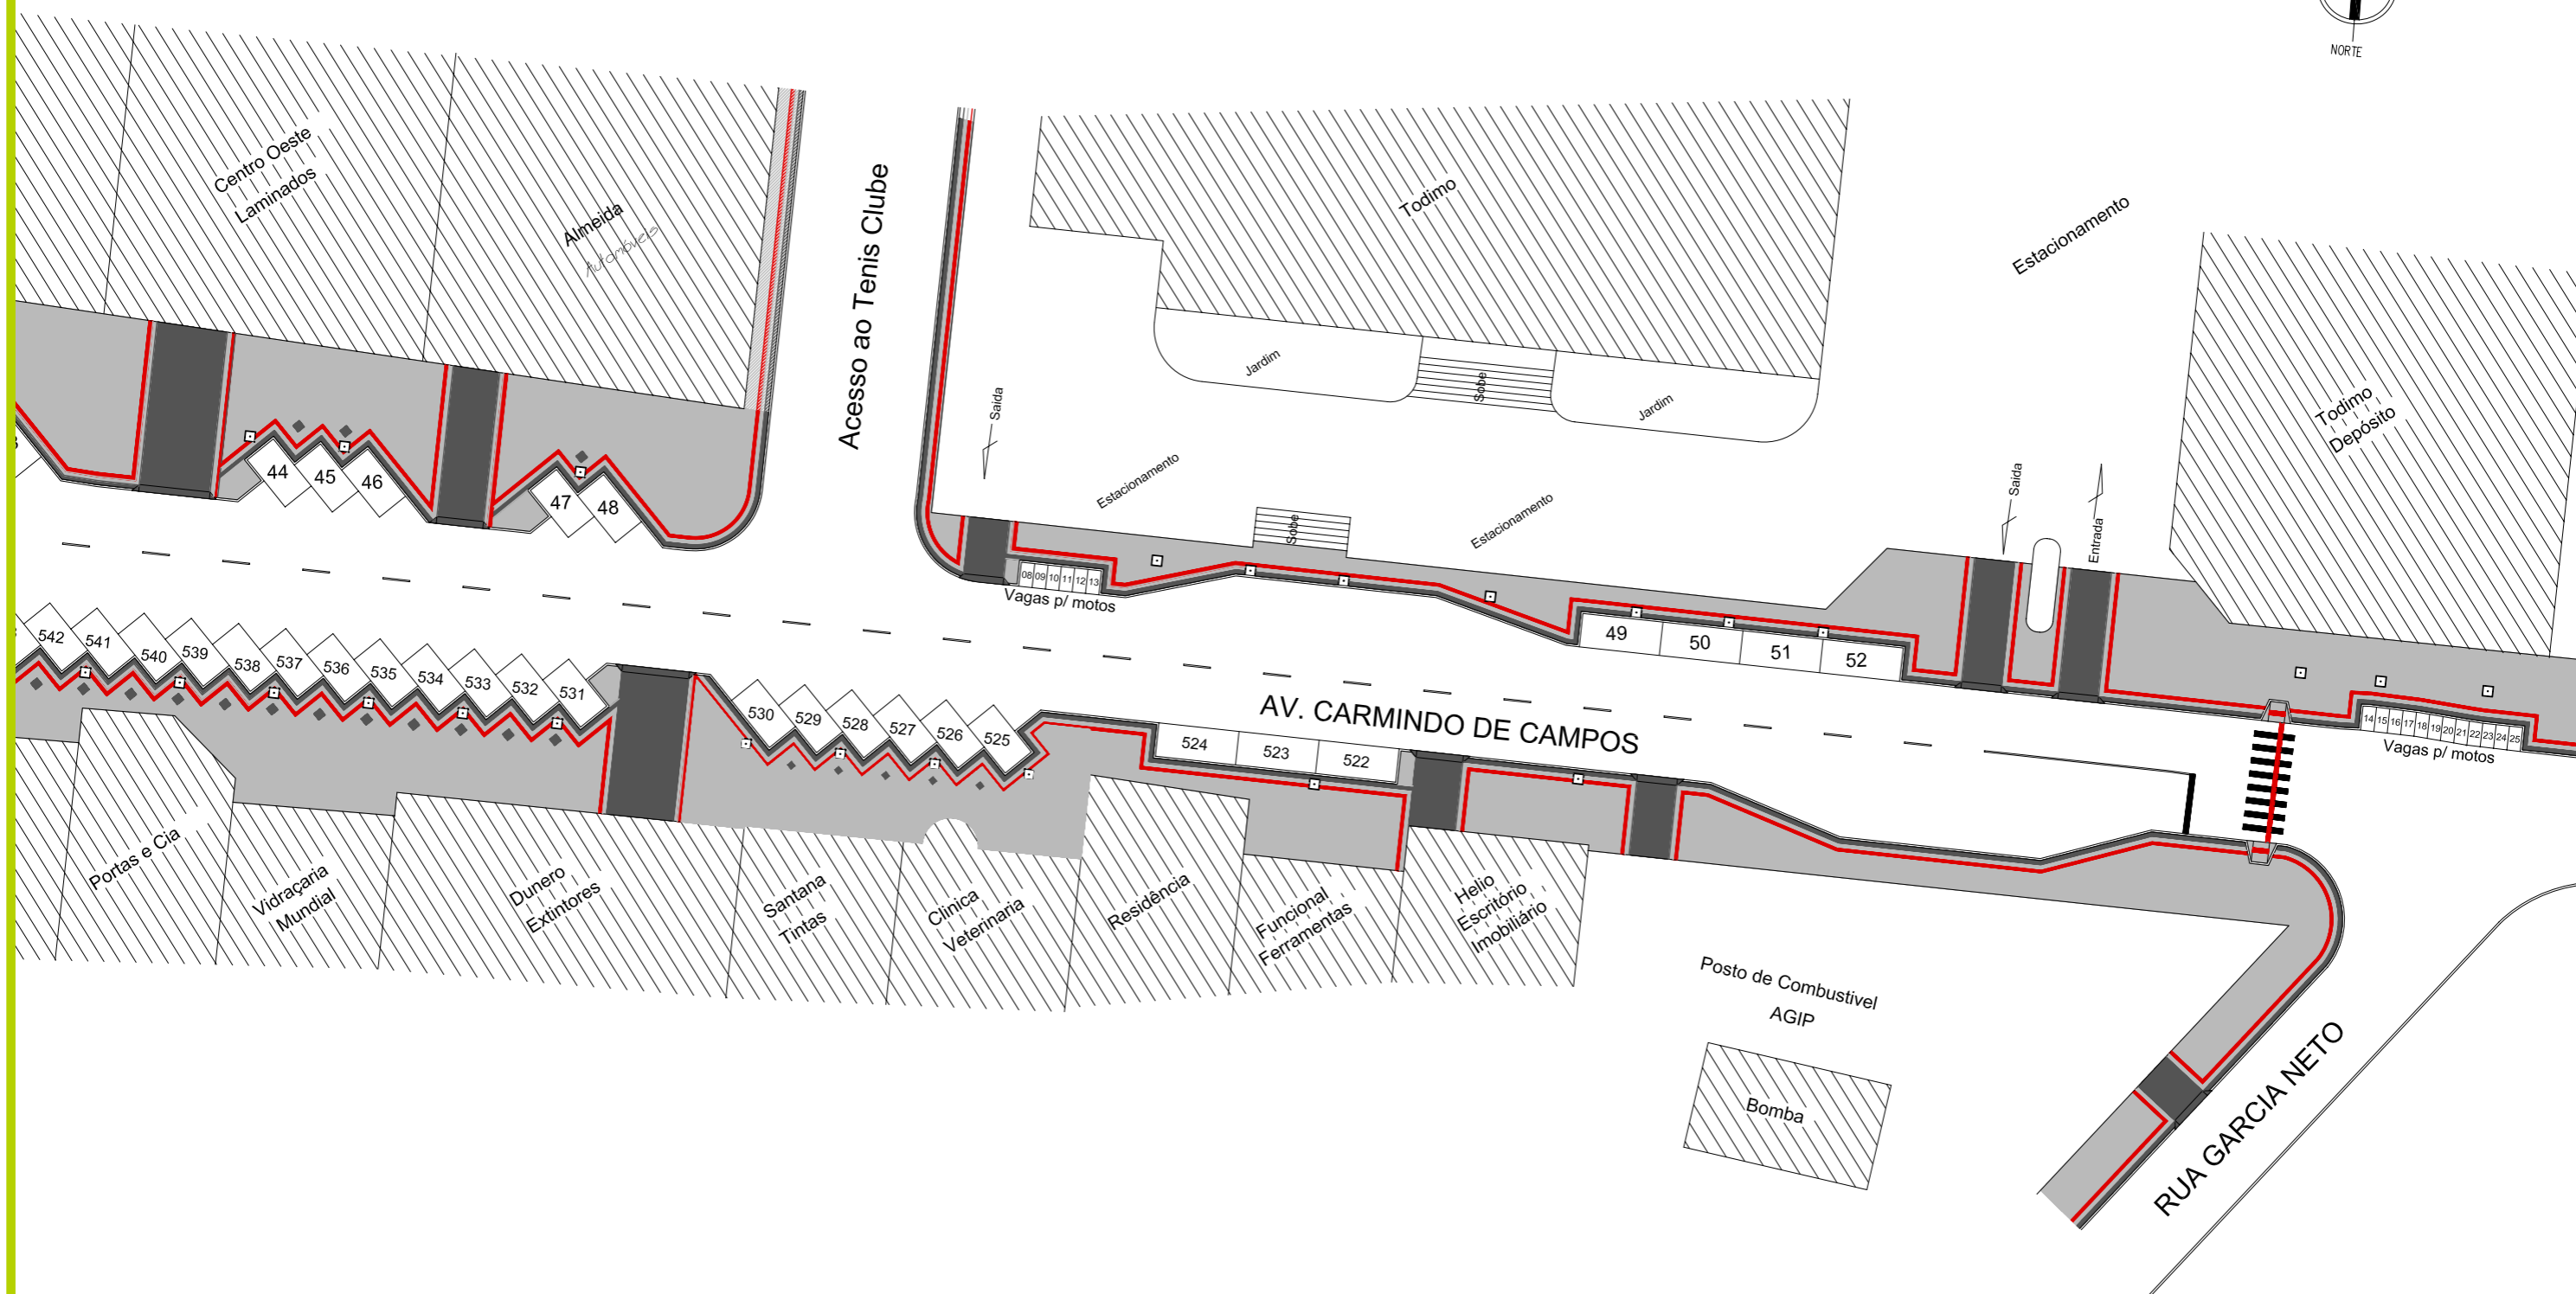 NORTE
Centro Oeste
Laminados
Almeida
Automóveis
Acesso ao Tenis Clube
Todimo
Estacionamento
Jardim
Sobe
Jardim
Saida
Estacionamento
Sobe
Estacionamento
Saida
Entrada
Todimo
Depósito
44
45
46
47
48
08 09 10 11 12 13
Vagas p/ motos
49
50
51
52
14 15 16 17 18 19 20 21 22 23 24 25
Vagas p/ motos
AV. CARMINDO DE CAMPOS
542
541
540
539
538
537
536
535
534
533
532
531
530
529
528
527
526
525
524
523
522
Portas e Cia
Vidraçaria
Mundial
Dunero
Extintores
Santana
Tintas
Clinica
Veterinaria
Residência
Funcional
Ferramentas
Helio
Escritório
Imobiliário
Posto de Combustivel
AGIP
Bomba
RUA GARCIA NETO